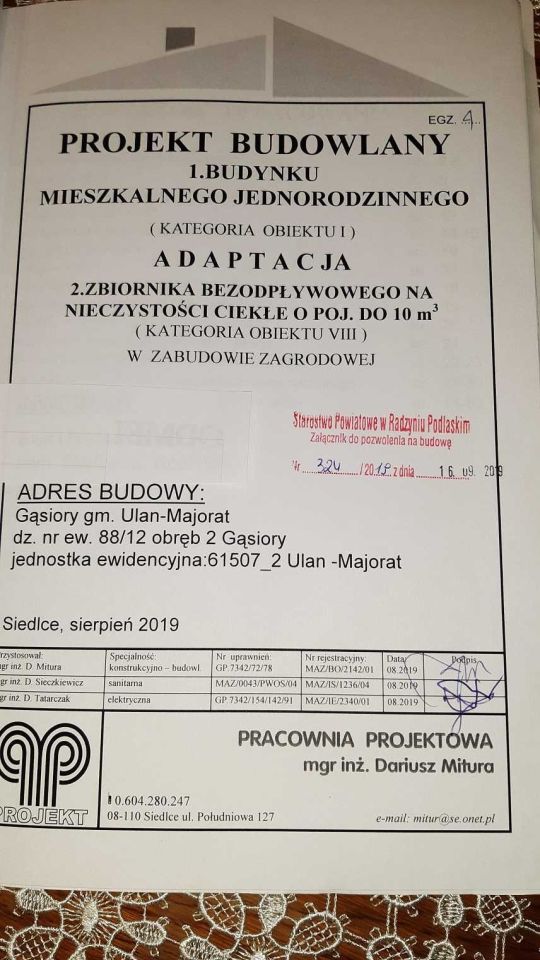 EGZ. 4
PROJEKT BUDOWLANY
1.BUDYNKU
MIESZKALNEGO JEDNORODZINNEGO
( KATEGORIA OBIEKTU I )
A D A P T A C JA
2.ZBIORNIKA BEZODPŁYWOWEGO NA
NIECZYSTOŚCI CIEKŁE O POJ. DO 10 m³
( KATEGORIA OBIEKTU VIII )
W ZABUDOWIE ZAGRODOWEJ
Starostwo Powiatowe w Radzyniu Podlaskim
Załącznik do pozwolenia na budowę
Nr 324 /2019 z dnia 16. 09. 2019
ADRES BUDOWY:
Gąsiory gm. Ulan-Majorat
dz. nr ew. 88/12 obręb 2 Gąsiory
jednostka ewidencyjna:61507_2 Ulan -Majorat
Siedlce, sierpień 2019
Przystosował: Specjalność: Nr uprawnień: Nr rejestracyjny: Data Podpis
mgr inż. D. Mitura konstrukcyjno – budowl. GP.7342/72/78 MAZ/BO/2142/01 08.2019
mgr inż. D. Sieczkiewicz sanitarna MAZ/0043/PWOS/04 MAZ/IS/1236/04 08.2019
mgr inż. D. Tatarczak elektryczna GP 7342/154/142/91 MAZ/IE/2340/01 08.2019
PROJEKT
PRACOWNIA PROJEKTOWA
mgr inż. Dariusz Mitura
0.604.280.247
08-110 Siedlce ul. Południowa 127 e-mail: mitur@se.onet.pl